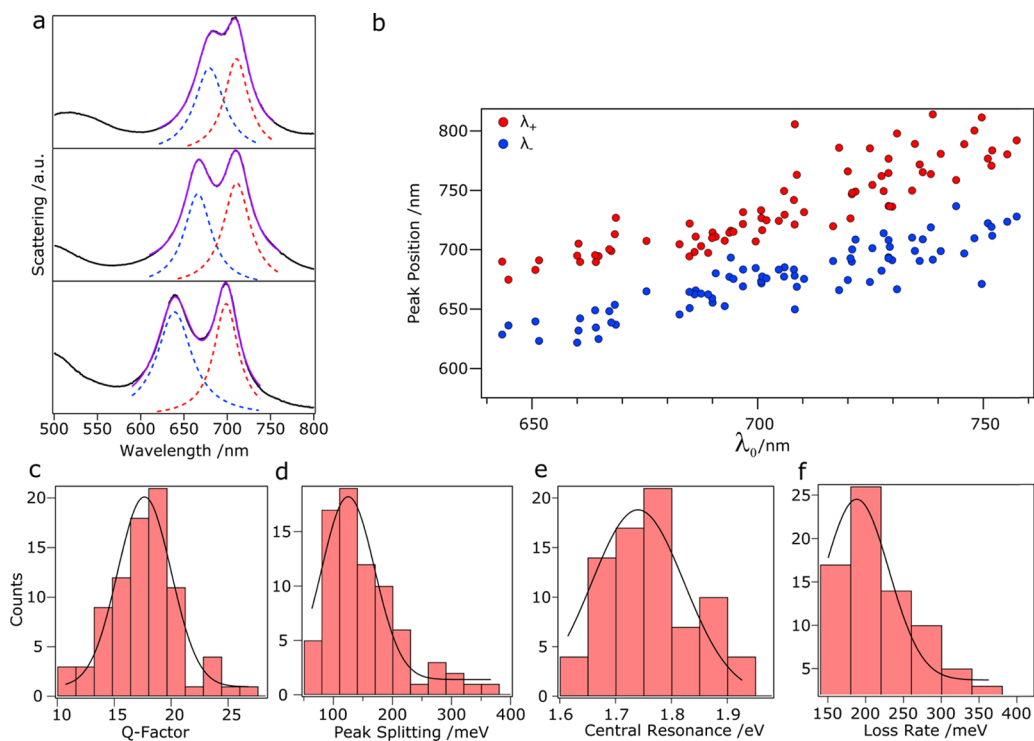 a
Scattering /a.u.
500 550 600 650 700 750 800
Wavelength /nm
b
λ+
λ-
Peak Position /nm
800
750
700
650
600
650 700 750
λ0/nm
c
Counts
20
15
10
5
0
10 15 20 25
Q-Factor
d
15
10
5
0
100 200 300 400
Peak Splitting /meV
e
20
15
10
5
0
1.6 1.7 1.8 1.9
Central Resonance /eV
f
25
20
15
10
5
150 200 250 300 350 400
Loss Rate /meV